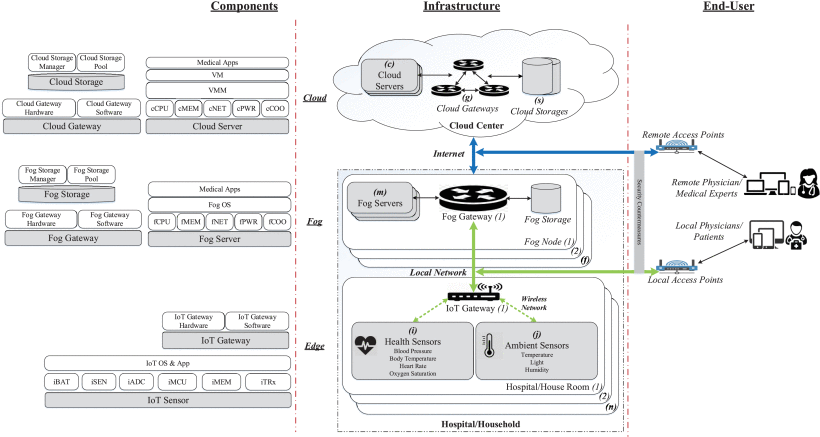 Components
Infrastructure
End-User
Cloud Storage
Manager
Cloud Storage
Pool
Cloud Storage
Cloud Gateway
Hardware
Cloud Gateway
Software
Cloud Gateway
Medical Apps
VM
VMM
cCPU
cMEM
cNET
cPWR
cCOO
Cloud Server
Cloud
(c)
Cloud
Servers
(g)
Cloud Gateways
(s)
Cloud Storages
Cloud Center
Internet
Remote Access Points
Remote Physician/
Medical Experts
Security Countermeasures
Fog Storage
Manager
Fog Storage
Pool
Fog Storage
Fog Gateway
Hardware
Fog Gateway
Software
Fog Gateway
Medical Apps
Fog OS
fCPU
fMEM
fNET
fPWR
fCOO
Fog Server
Fog
(m)
Fog Servers
Fog Gateway (1)
Fog Storage
Fog Node (1)
(2)
(f)
Local Network
Local Physicians/
Patients
Local Access Points
IoT Gateway
Hardware
IoT Gateway
Software
IoT Gateway
IoT OS & App
iBAT
iSEN
iADC
iMCU
iMEM
iTRx
IoT Sensor
Edge
IoT Gateway (1)
Wireless
Network
(i)
Health Sensors
Blood Pressure
Body Temperature
Heart Rate
Oxygen Saturation
(j)
Ambient Sensors
Temperature
Light
Humidity
Hospital/House Room (1)
(2)
(n)
Hospital/Household